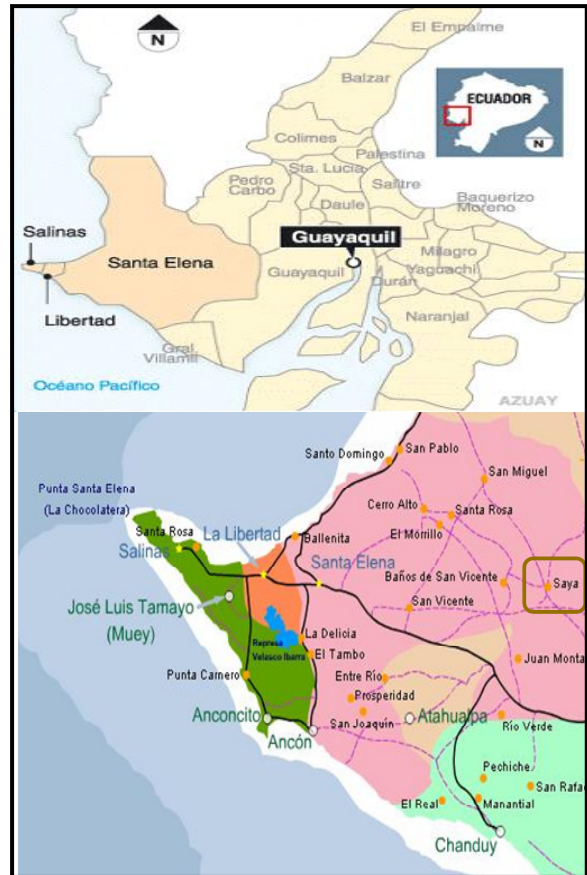 N
El Empalme
Balzar
ECUADOR
N
Colimes
Palestina
Sta. Lucia
Pedro
Carbo
Salitre
Baquerizo
Moreno
Daule
Salinas
Guayaquil
Santa Elena
Guayaquil
Milagro
Yaguachi
Durán
Libertad
Naranjal
Gral
Villamil
Océano Pacífico
AZUAY
Santo Domingo
San Pablo
San Miguel
Punta Santa Elena
(La Chocolatera)
Cerro Alto
Santa Rosa
Santa Rosa
La Libertad
Ballenita
El Morrillo
Salinas
Santa Elena
Baños de San Vicente
Saya
José Luis Tamayo
(Muey)
San Vicente
La Delicia
Represa
Velasco Ibarra
El Tambo
Juan Monta
Punta Carnero
Entre Río
Prosperidad
Anconcito
San Joaquín
Atahualpa
Ancón
Río Verde
Pechiche
San Rafae
El Real
Manantial
Chanduy